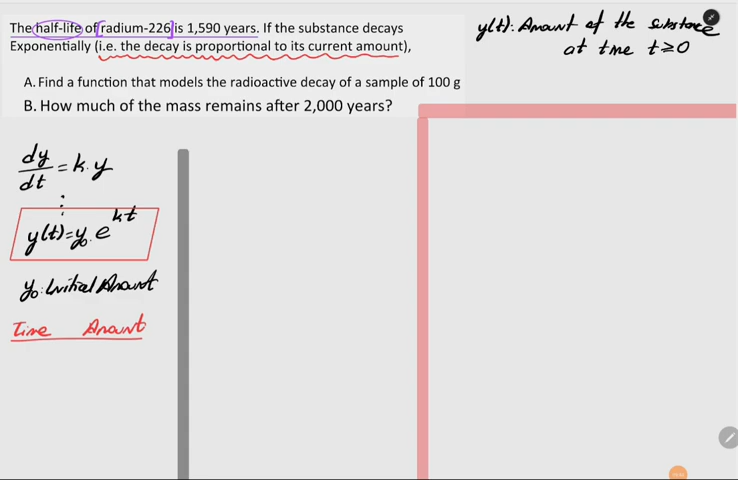 The half-life of [radium-226] is 1,590 years. If the substance decays
Exponentially (i.e. the decay is proportional to its current amount),
A. Find a function that models the radioactive decay of a sample of 100 g
B. How much of the mass remains after 2,000 years?
y(t): Amount of the substance
at time t≥0
dy/dt = k.y
⋮
y(t)=y₀.e^kt
y₀: Initial Amount
Time Amount